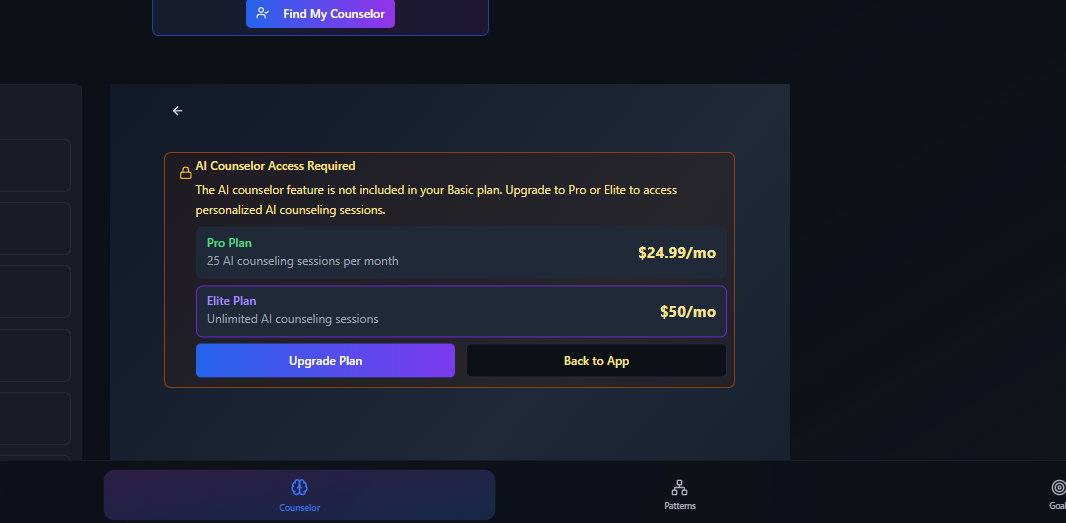 Find My Counselor
AI Counselor Access Required
The AI counselor feature is not included in your Basic plan. Upgrade to Pro or Elite to access
personalized AI counseling sessions.
Pro Plan
25 AI counseling sessions per month
$24.99/mo
Elite Plan
Unlimited AI counseling sessions
$50/mo
Upgrade Plan
Back to App
Counselor
Patterns
Goal